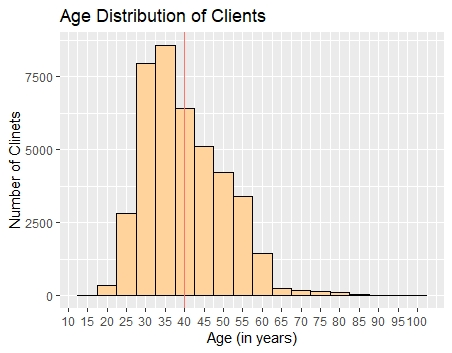 Age Distribution of Clients
Number of Clinets
7500
5000
2500
0
10 15 20 25 30 35 40 45 50 55 60 65 70 75 80 85 90 95 100
Age (in years)